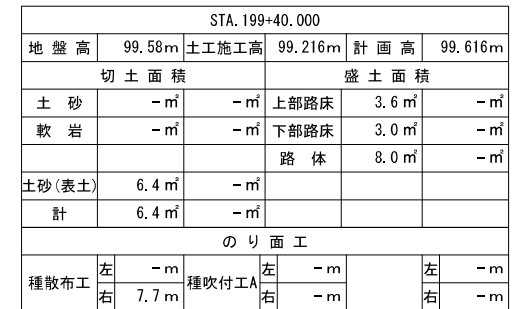 STA.199+40.000
地盤高 99.58m 土工施工高 99.216m 計画高 99.616m
切土面積 盛土面積
土砂 -㎡ -㎡ 上部路床 3.6㎡ -㎡
軟岩 -㎡ -㎡ 下部路床 3.0㎡ -㎡
路体 8.0㎡ -㎡
土砂(表土) 6.4㎡ -㎡
計 6.4㎡ -㎡
のり面工
種散布工 左 -m 種吹付工A 左 -m 左 -m
右 7.7m 右 -m 右 -m